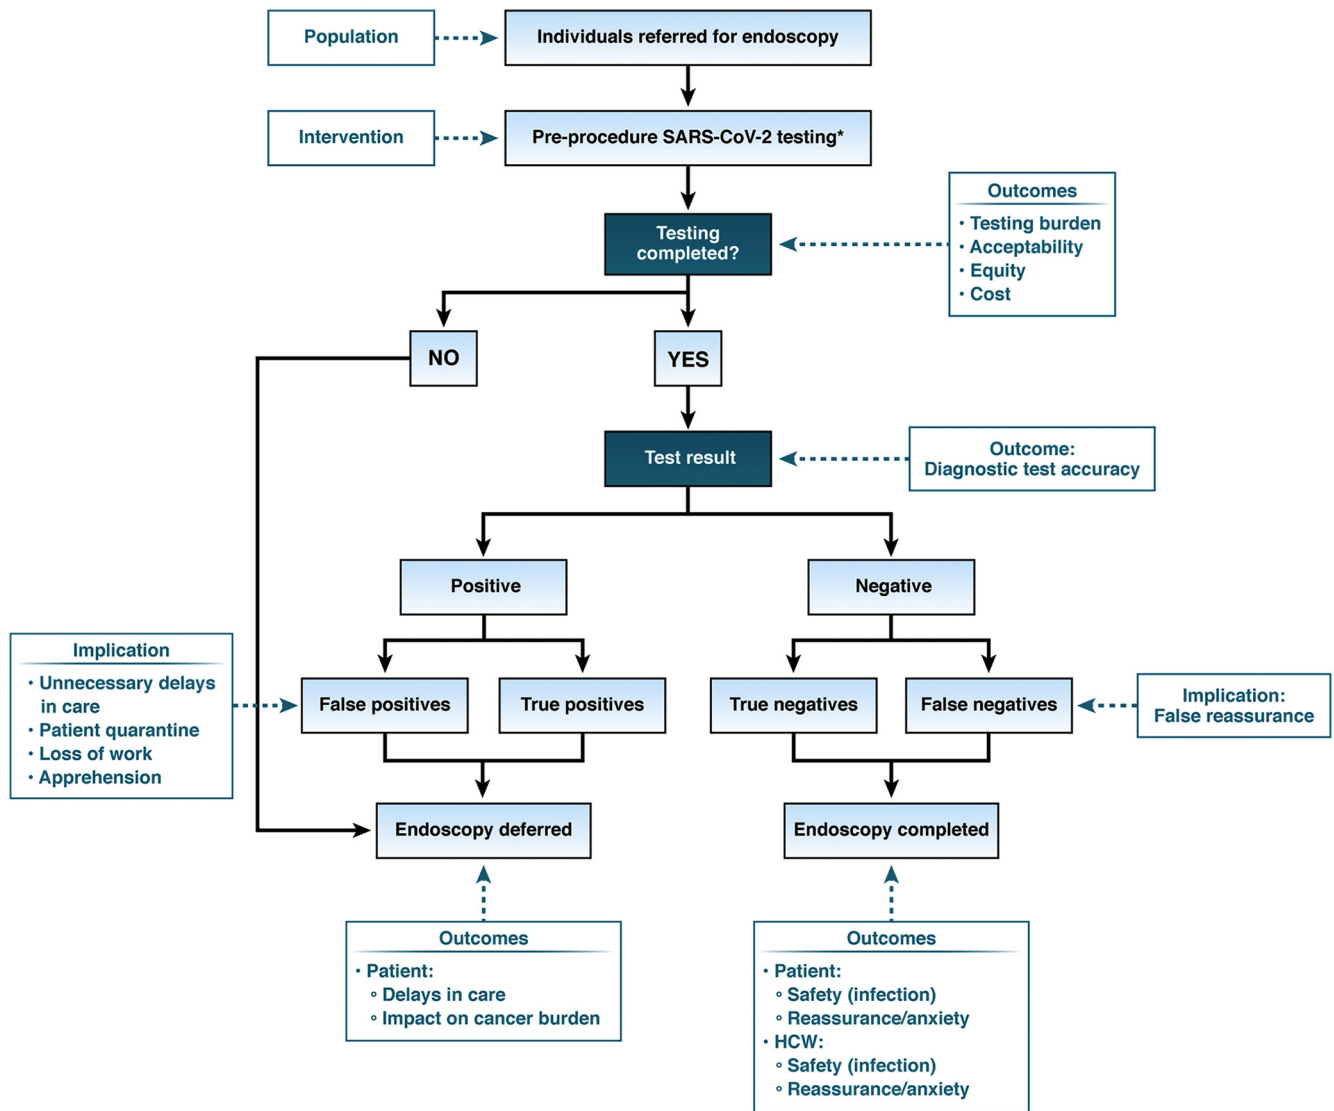 Population
Individuals referred for endoscopy
Intervention
Pre-procedure SARS-CoV-2 testing*
Testing
completed?
Outcomes
• Testing burden
• Acceptability
• Equity
• Cost
NO
YES
Test result
Outcome:
Diagnostic test accuracy
Positive
Negative
Implication
• Unnecessary delays
in care
• Patient quarantine
• Loss of work
• Apprehension
False positives
True positives
True negatives
False negatives
Implication:
False reassurance
Endoscopy deferred
Endoscopy completed
Outcomes
• Patient:
∘ Delays in care
∘ Impact on cancer burden
Outcomes
• Patient:
∘ Safety (infection)
∘ Reassurance/anxiety
• HCW:
∘ Safety (infection)
∘ Reassurance/anxiety